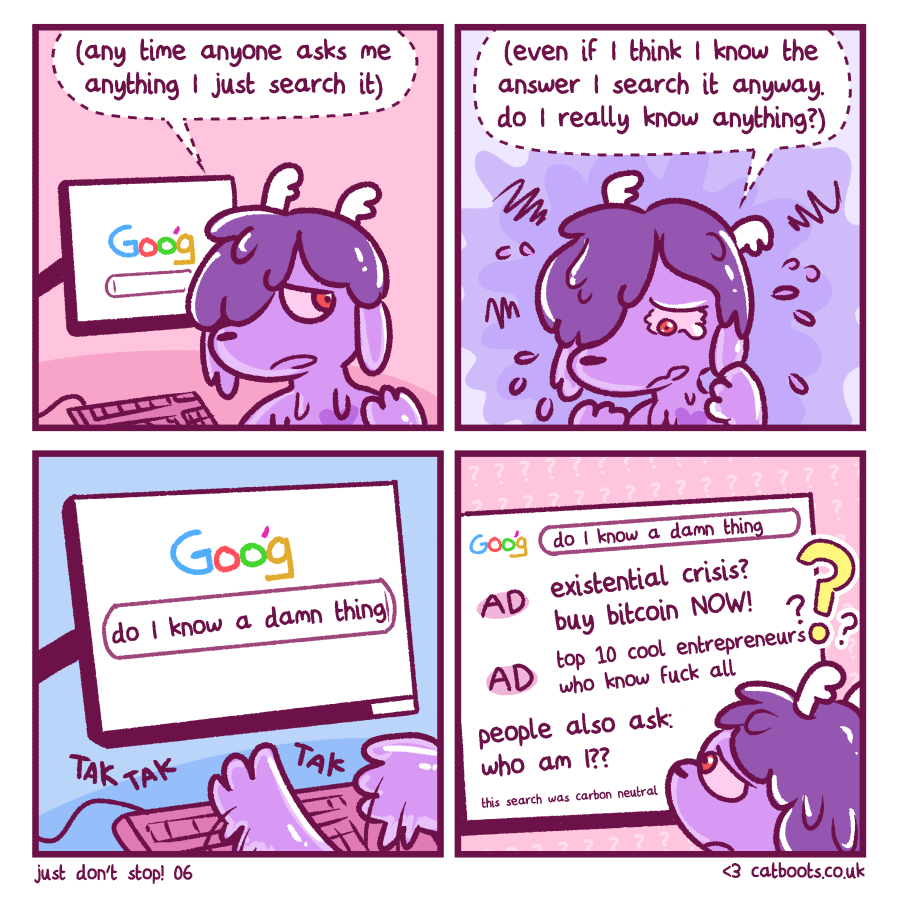 (any time anyone asks me
anything I just search it)
(even if I think I know the
answer I search it anyway.
do I really know anything?)
Goo'g
Goo'g
do I know a damn thing
TAK TAK TAK
Goo'g do I know a damn thing
AD existential crisis?
buy bitcoin NOW!
AD top 10 cool entrepreneurs
who know fuck all
people also ask:
who am I??
this search was carbon neutral
? ? ?
just don't stop! 06
<3 catboots.co.uk